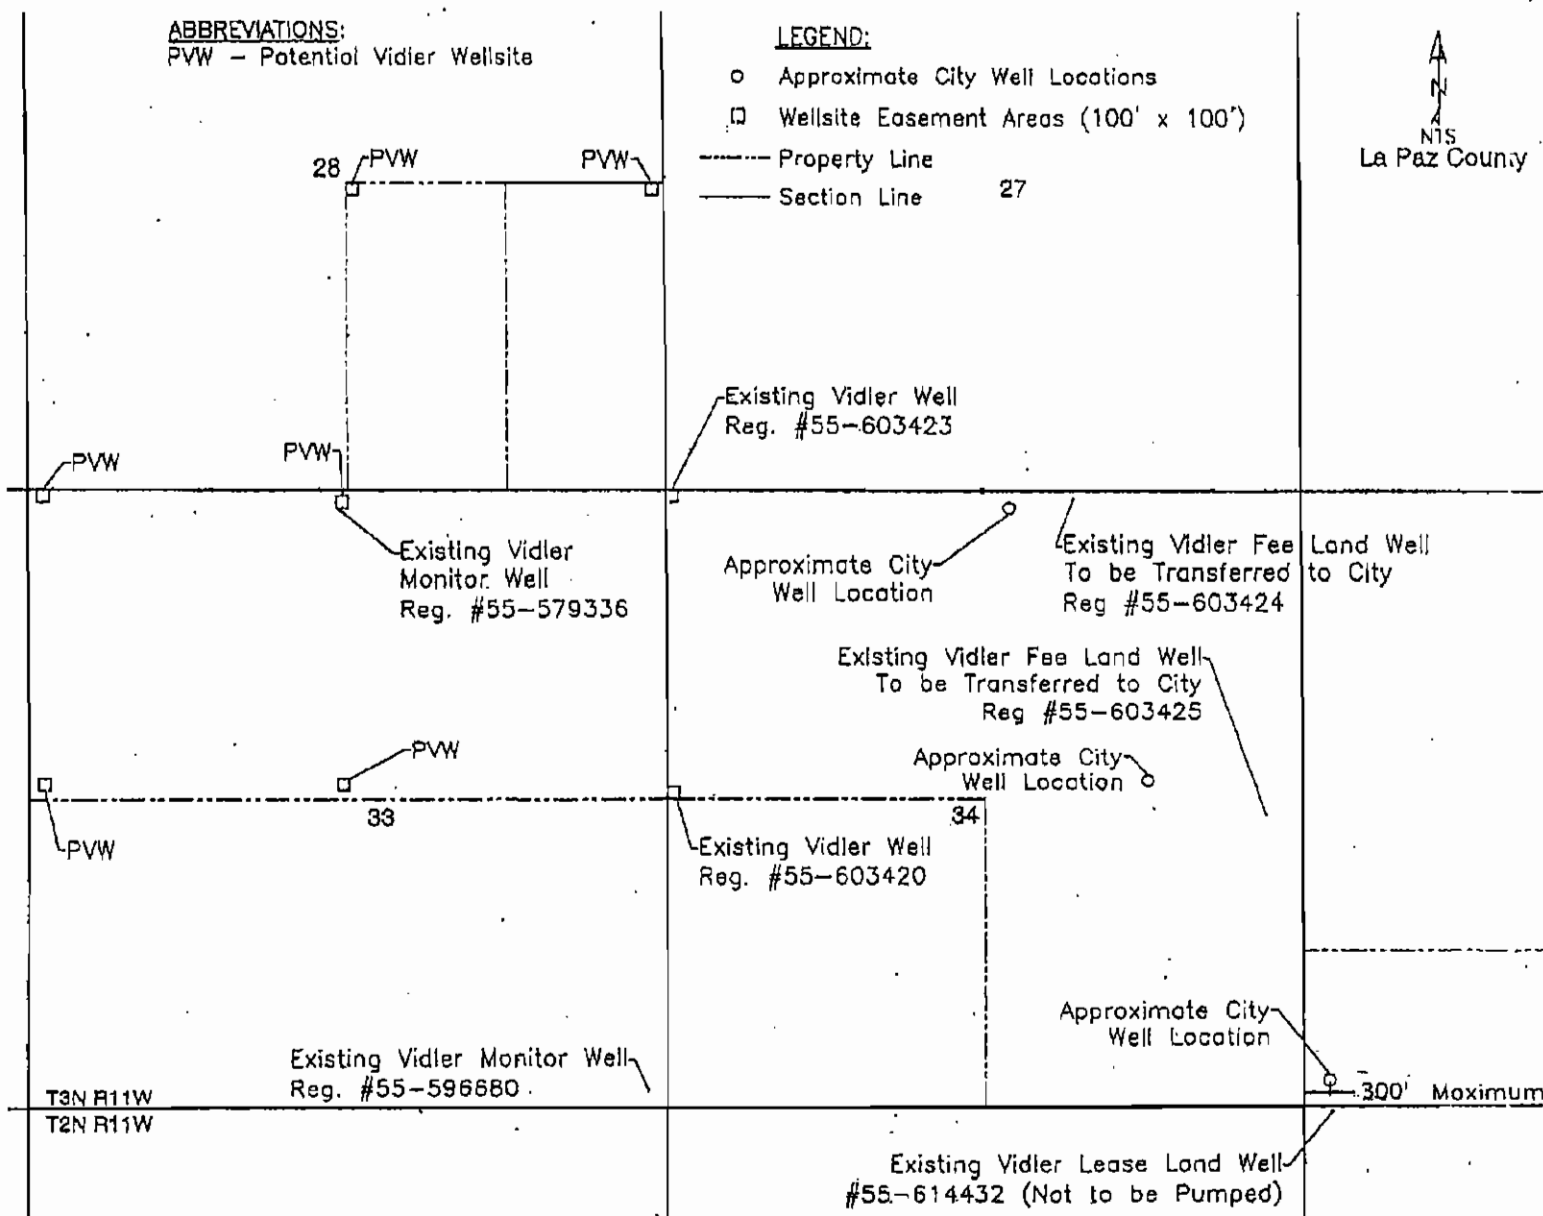 ABBREVIATIONS:
PVW – Potential Vidler Wellsite
LEGEND:
Approximate City Well Locations
Wellsite Easement Areas (100' x 100')
Property Line
Section Line
27
N
NTS
La Paz County
28
PVW
PVW
Existing Vidler Well
Reg. #55–603423
PVW
PVW
Existing Vidler
Monitor Well
Reg. #55–579336
Approximate City
Well Location
Existing Vidler Fee Land Well
To be Transferred to City
Reg #55–603424
Existing Vidler Fee Land Well
To be Transferred to City
Reg #55–603425
PVW
Approximate City
Well Location
33
34
PVW
Existing Vidler Well
Reg. #55–603420
Approximate City
Well Location
Existing Vidler Monitor Well
Reg. #55–596680
T3N R11W
T2N R11W
300' Maximum
Existing Vidler Lease Land Well
#55–614432 (Not to be Pumped)